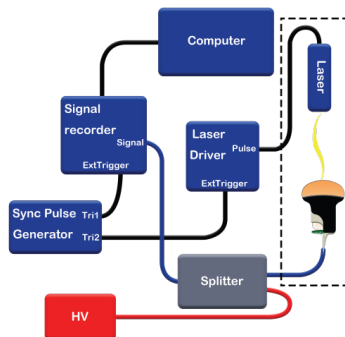 Computer
Laser
Signal
recorder
Signal
ExtTrigger
Laser
Driver
Pulse
ExtTrigger
Sync Pulse
Generator
Tri1
Tri2
Splitter
HV